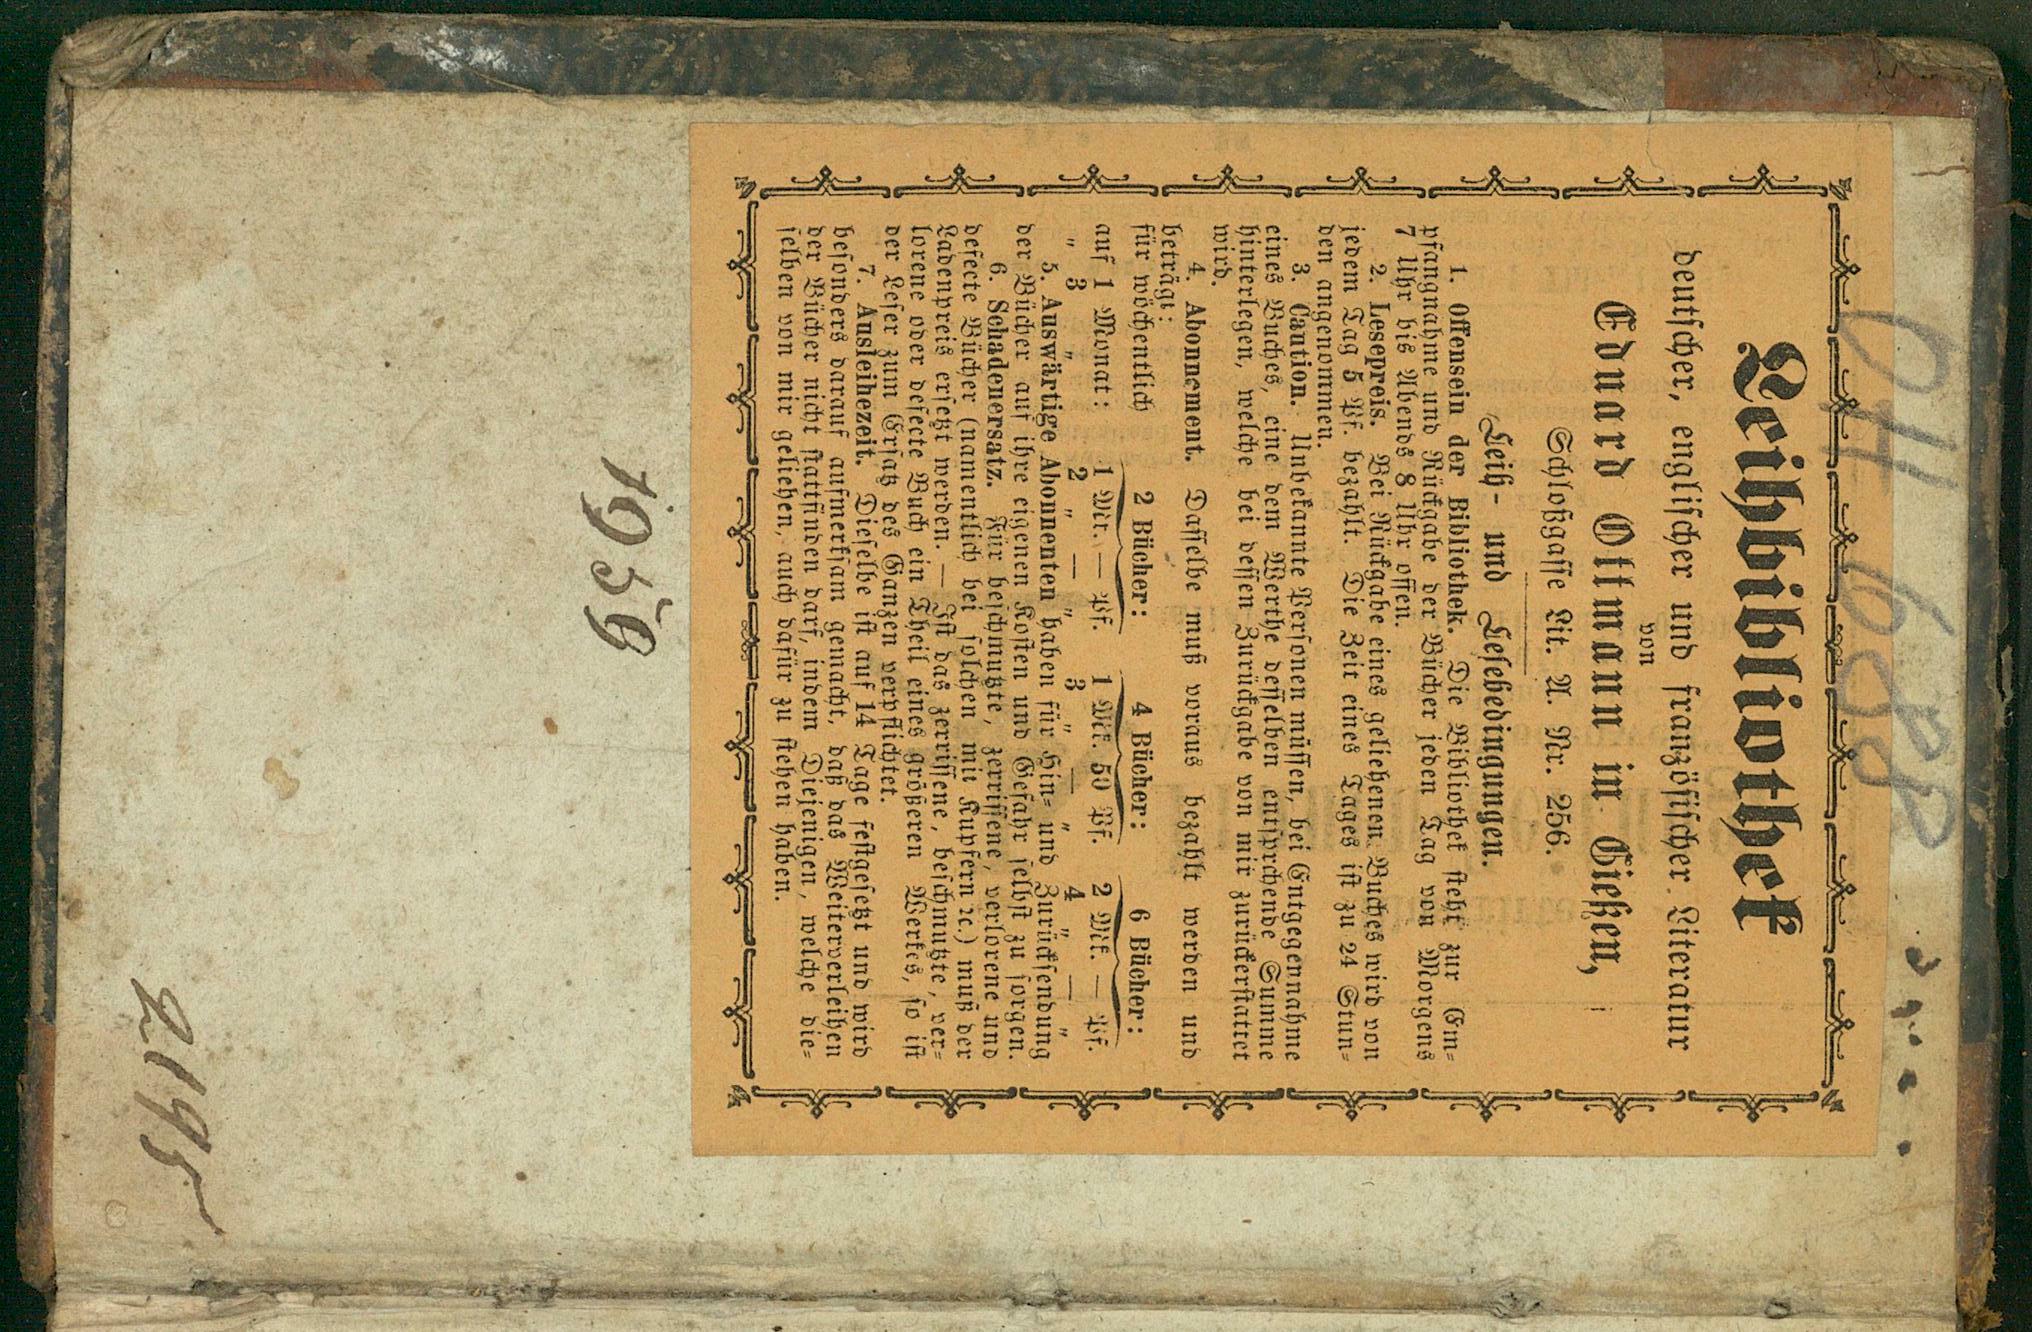 Leihbibliothek
deutscher, englischer und französischer Literatur
von
Eduard Ottmann in Gießen,
Schloßgasse Lit. A. Nr. 256.
Leih- und Lesebedingungen.
1. Offensein der Bibliothek. Die Bibliothek steht zur Em-
pfangnahme und Rückgabe der Bücher jeden Tag von Morgens
7 Uhr bis Abends 8 Uhr offen.
2. Lesepreis. Bei Rückgabe eines geliehenen Buches wird von
jedem Tag 5 Pf. bezahlt. Die Zeit eines Tages ist zu 24 Stun-
den angenommen.
3. Caution. Unbekannte Personen müssen, bei Entgegennahme
eines Buches, eine dem Werthe desselben entsprechende Summe
hinterlegen, welche bei dessen Zurückgabe von mir zurückerstattet
wird.
4. Abonnement. Dasselbe muß voraus bezahlt werden und
beträgt:
für wöchentlich 2 Bücher: 4 Bücher: 6 Bücher:
auf 1 Monat: 1 Mk. — Pf. 1 Mk. 50 Pf. 2 Mk. — Pf.
„ 3 „ 2 „ — „ 3 „ — „ 4 „ — „
5. Auswärtige Abonnenten haben für Hin- und Zurücksendung
der Bücher auf ihre eigenen Kosten und Gefahr selbst zu sorgen.
6. Schadenersatz. Für beschmutzte, zerrissene, verlorene und
defecte Bücher (namentlich bei solchen mit Kupfern ꝛc.) muß der
Ladenpreis ersetzt werden. — Ist das zerrissene, beschmutzte, ver-
lorene oder defecte Buch ein Theil eines größeren Werkes, so ist
der Leser zum Ersatz des Ganzen verpflichtet.
7. Ausleihezeit. Dieselbe ist auf 14 Tage festgesetzt und wird
besonders darauf aufmerksam gemacht, daß das Weiterverleihen
der Bücher nicht stattfinden darf, indem Diejenigen, welche die-
selben von mir geliehen, auch dafür zu stehen haben.
1959
2195